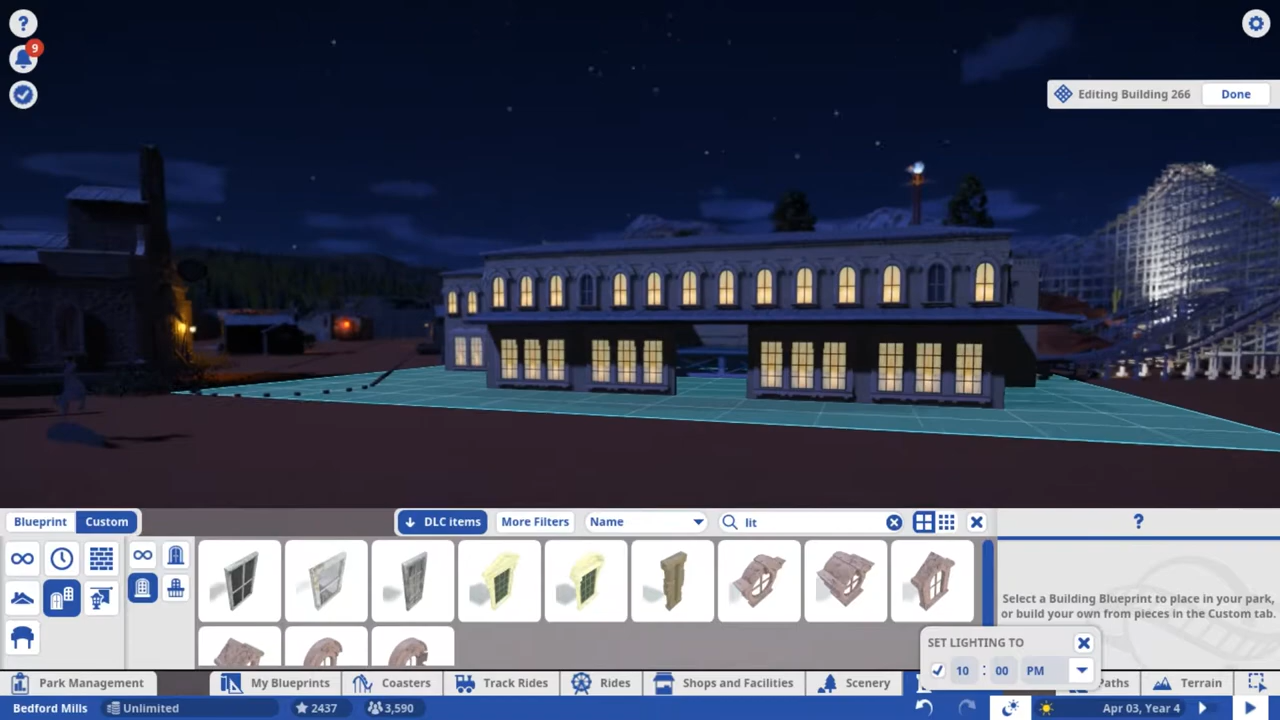 ?
9
Editing Building 266
Done
Blueprint
Custom
DLC items
More Filters
Name
lit
?
Select a Building Blueprint to place in your park,
or build your own from pieces in the Custom tab.
SET LIGHTING TO
10 : 00 PM
Park Management
My Blueprints
Coasters
Track Rides
Rides
Shops and Facilities
Scenery
Paths
Terrain
Bedford Mills
Unlimited
2437
3,590
Apr 03, Year 4